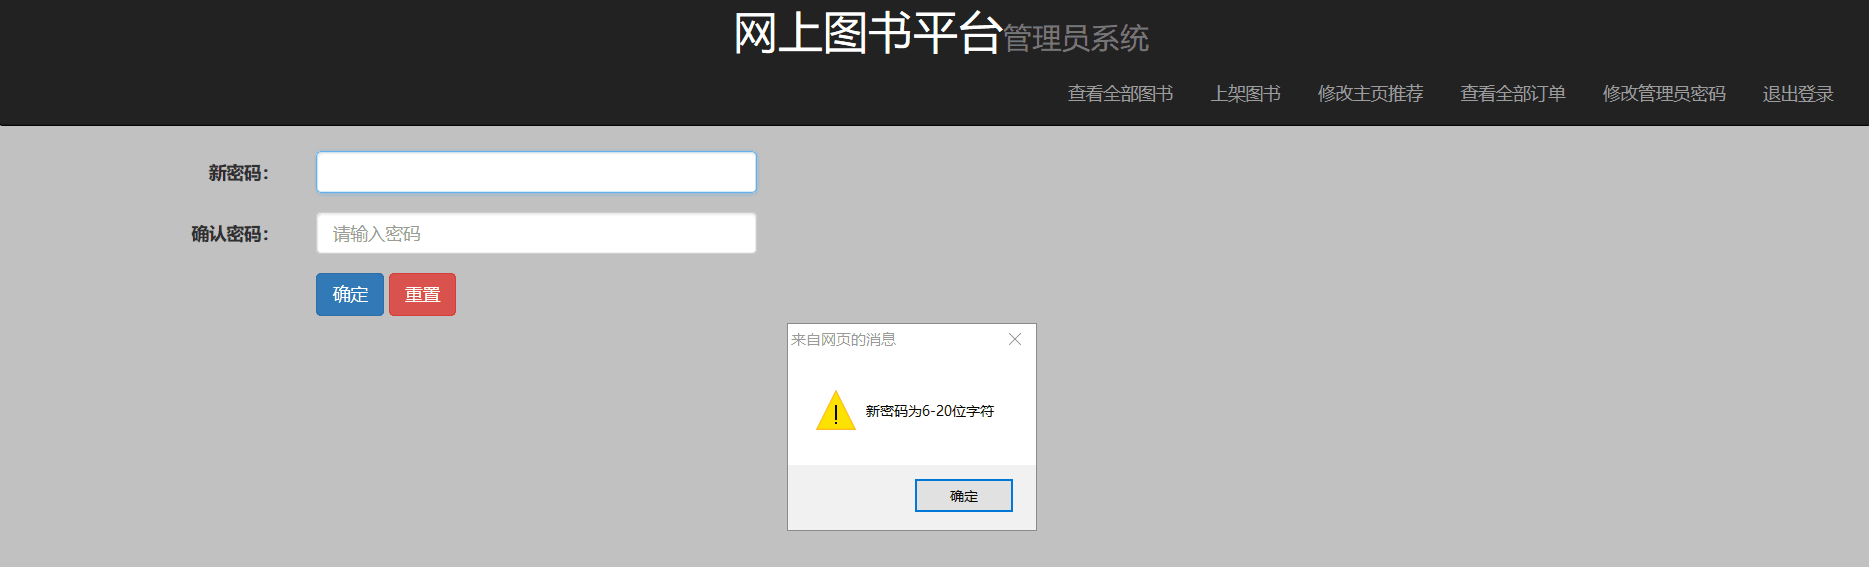 网上图书平台管理员系统
查看全部图书 上架图书 修改主页推荐 查看全部订单 修改管理员密码 退出登录
新密码：
确认密码： 请输入密码
确定 重置
来自网页的消息
新密码为6-20位字符
确定